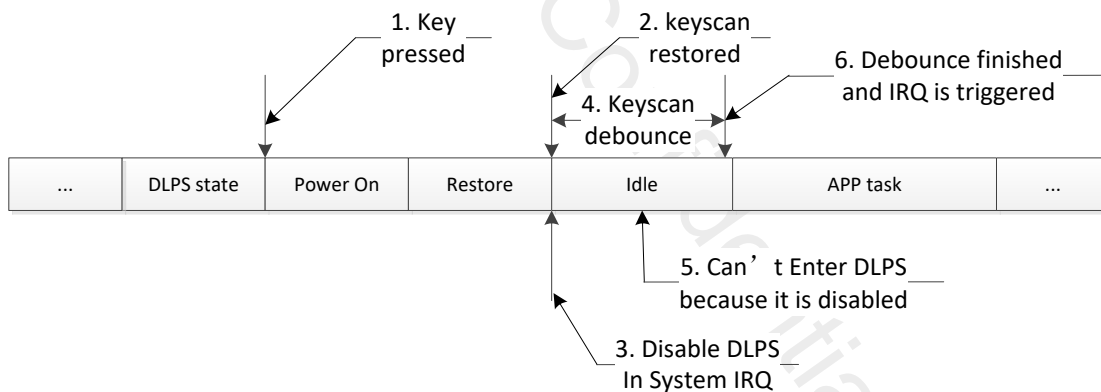 1. Key
pressed
2. keyscan
restored
6. Debounce finished
and IRQ is triggered
4. Keyscan
debounce
... DLPS state Power On Restore Idle APP task ...
5. Can’t Enter DLPS
because it is disabled
3. Disable DLPS
In System IRQ